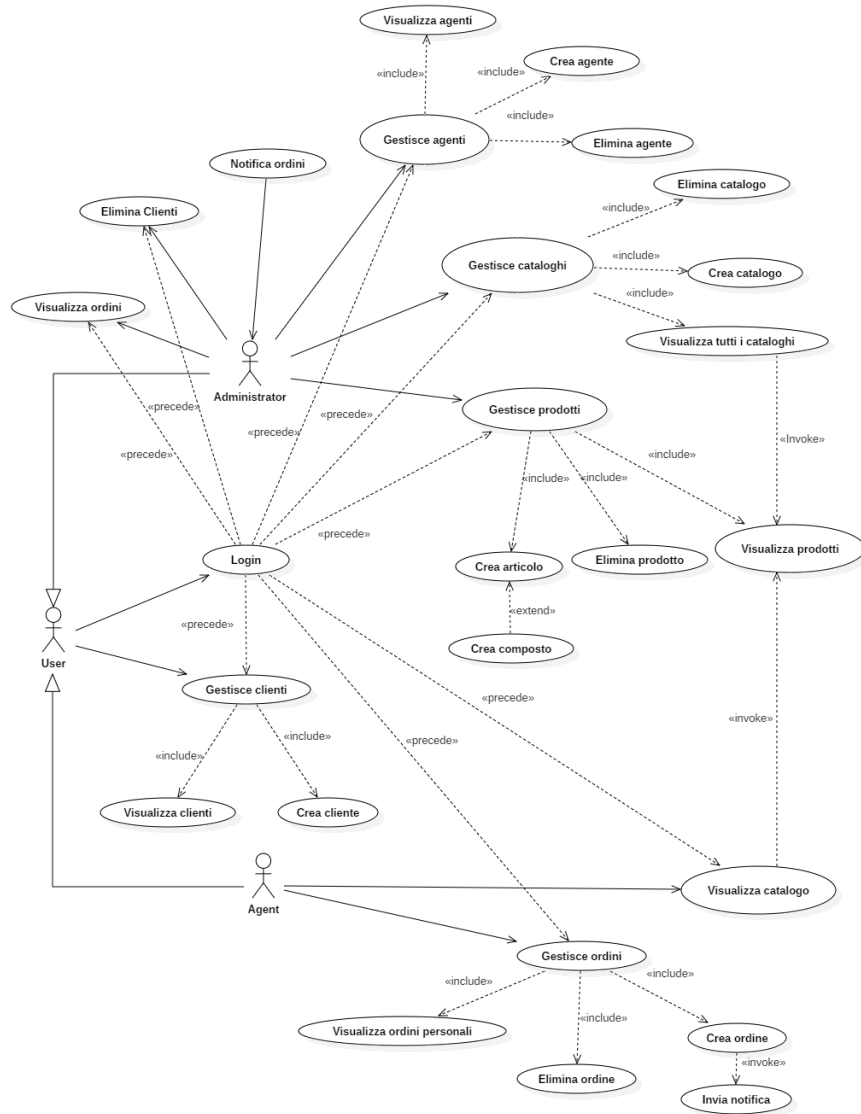 Visualizza agenti
Crea agente
«include»
«include»
«include»
Gestisce agenti
Elimina agente
Notifica ordini
Elimina catalogo
Elimina Clienti
«include»
Gestisce cataloghi
«include»
Crea catalogo
«include»
Visualizza ordini
Visualizza tutti i cataloghi
Administrator
«precede»
«precede»
«precede»
«precede»
Gestisce prodotti
«Invoke»
«include»
«include»
«include»
«precede»
Login
Visualizza prodotti
Crea articolo
Elimina prodotto
«extend»
«precede»
User
Crea composto
Gestisce clienti
«precede»
«invoke»
«include»
«include»
«precede»
Visualizza clienti
Crea cliente
Agent
Visualizza catalogo
Gestisce ordini
«include»
«include»
«include»
Visualizza ordini personali
Crea ordine
«invoke»
Elimina ordine
Invia notifica